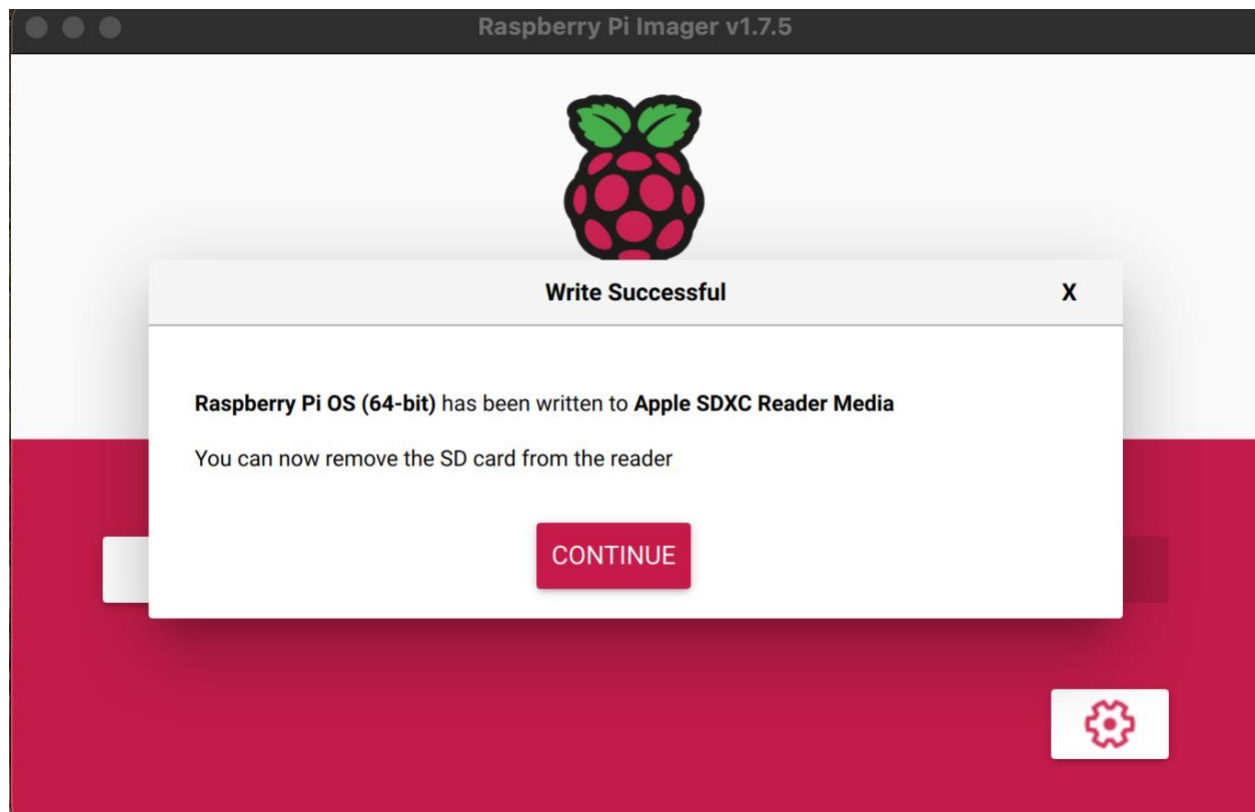 Raspberry Pi Imager v1.7.5
Write Successful
X
Raspberry Pi OS (64-bit) has been written to Apple SDXC Reader Media
You can now remove the SD card from the reader
CONTINUE